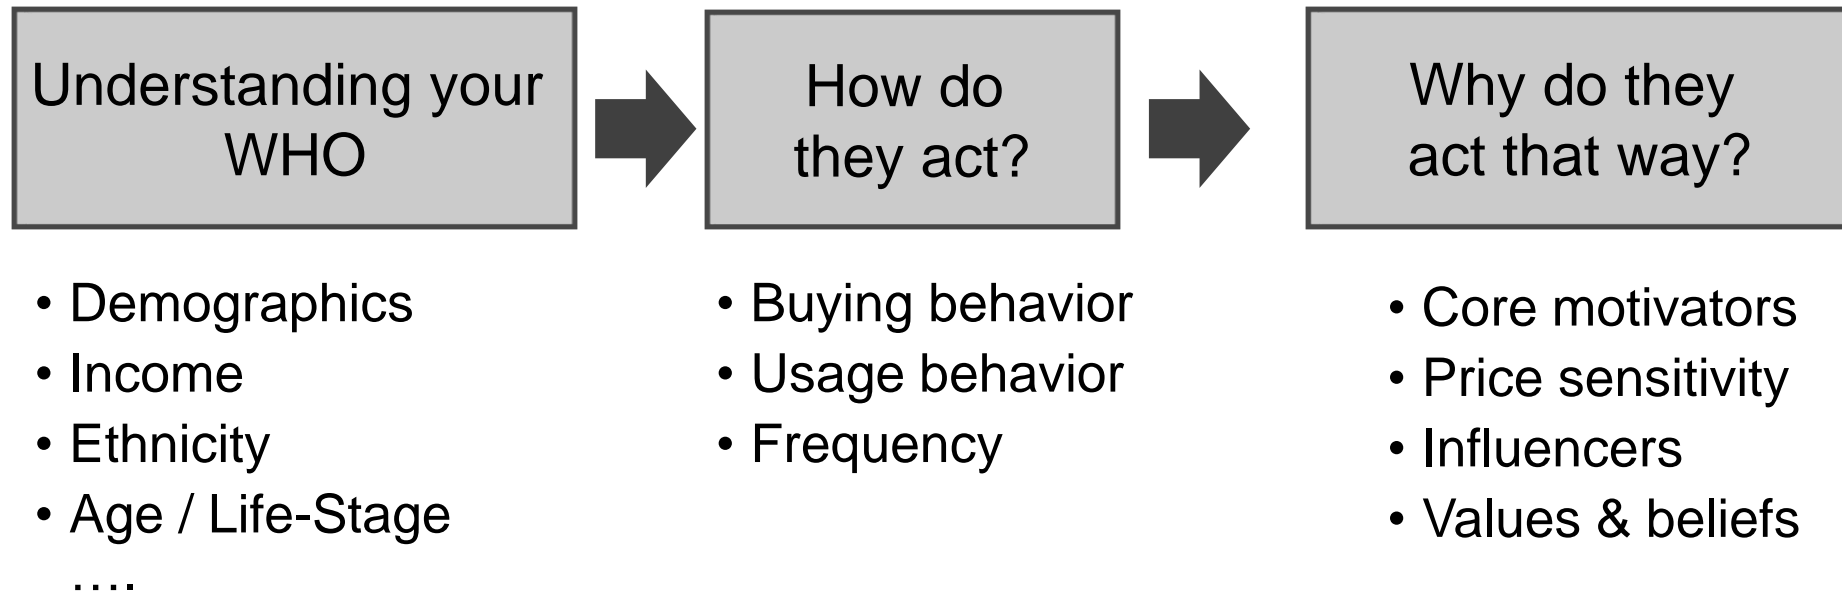 Understanding your
WHO
How do
they act?
Why do they
act that way?
• Demographics
• Income
• Ethnicity
• Age / Life-Stage
....
• Buying behavior
• Usage behavior
• Frequency
• Core motivators
• Price sensitivity
• Influencers
• Values & beliefs